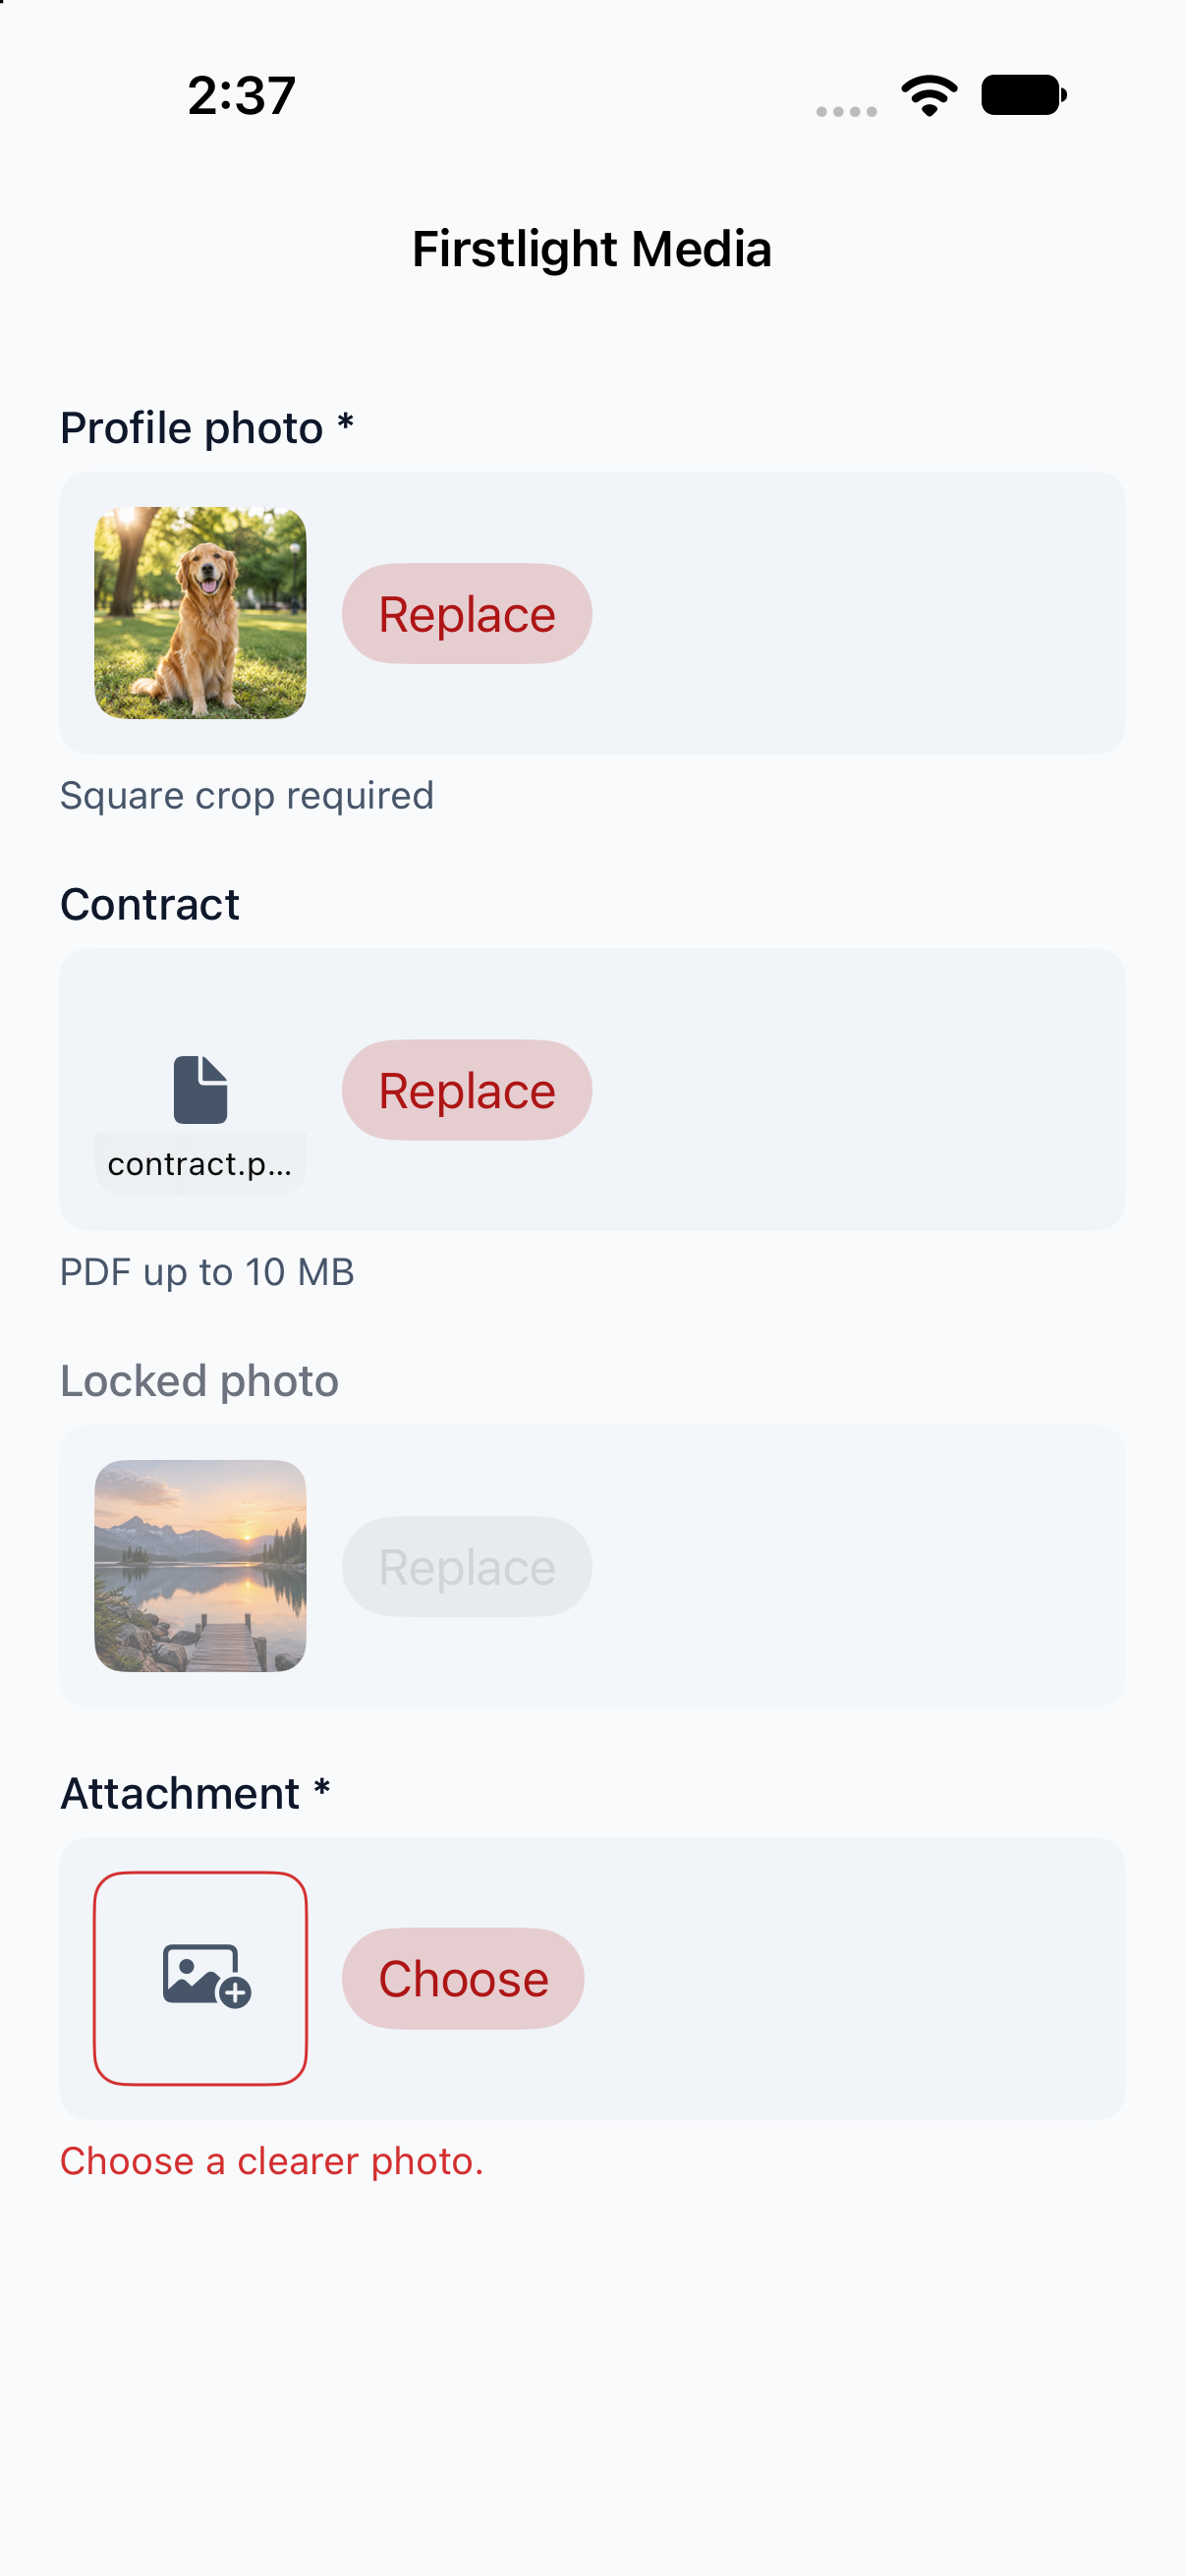 2:37
Firstlight Media
Profile photo *
Replace
Square crop required
Contract
Replace
contract.p...
PDF up to 10 MB
Locked photo
Replace
Attachment *
Choose
Choose a clearer photo.